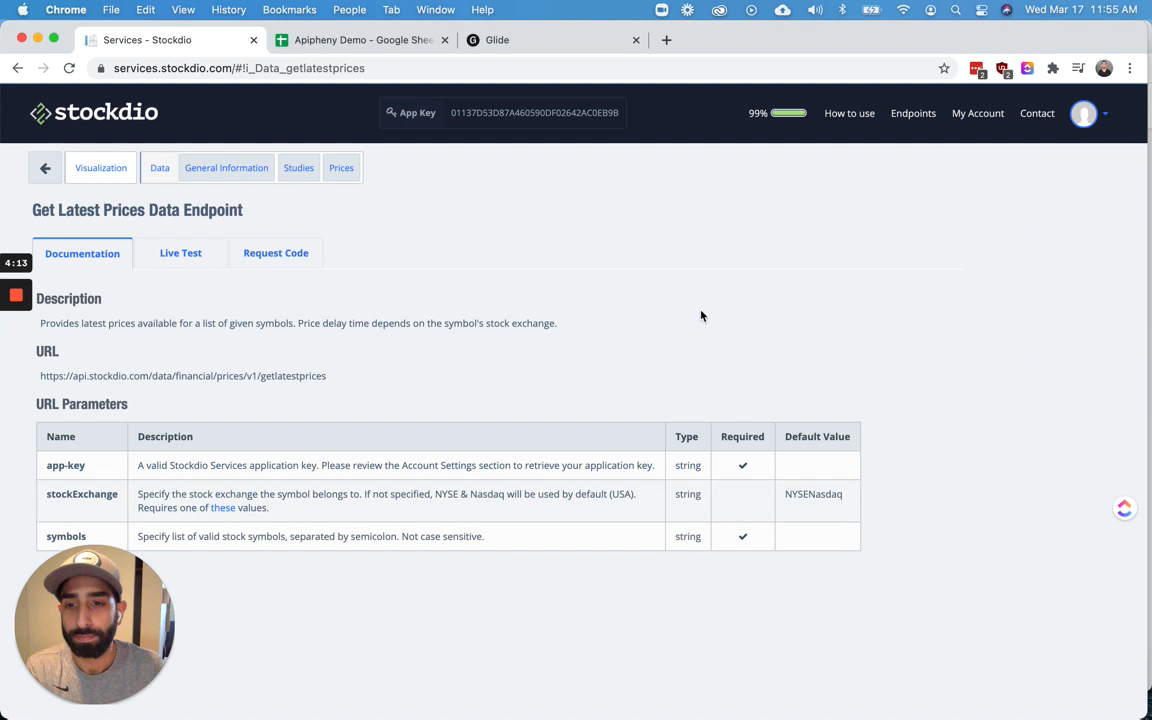 Chrome File Edit View History Bookmarks People Tab Window Help Wed Mar 17 11:55 AM
Services - Stockdio Apipheny Demo - Google Shee Glide
services.stockdio.com/#!i_Data_getlatestprices 2 2
stockdio App Key 01137D53D87A460590DF02642AC0EB9B 99% How to use Endpoints My Account Contact
Visualization Data General Information Studies Prices
Get Latest Prices Data Endpoint
Documentation Live Test Request Code
4:13
Description
Provides latest prices available for a list of given symbols. Price delay time depends on the symbol's stock exchange.
URL
https://api.stockdio.com/data/financial/prices/v1/getlatestprices
URL Parameters
Name Description Type Required Default Value
app-key A valid Stockdio Services application key. Please review the Account Settings section to retrieve your application key. string
stockExchange Specify the stock exchange the symbol belongs to. If not specified, NYSE & Nasdaq will be used by default (USA). string NYSENasdaq
Requires one of these values.
symbols Specify list of valid stock symbols, separated by semicolon. Not case sensitive. string